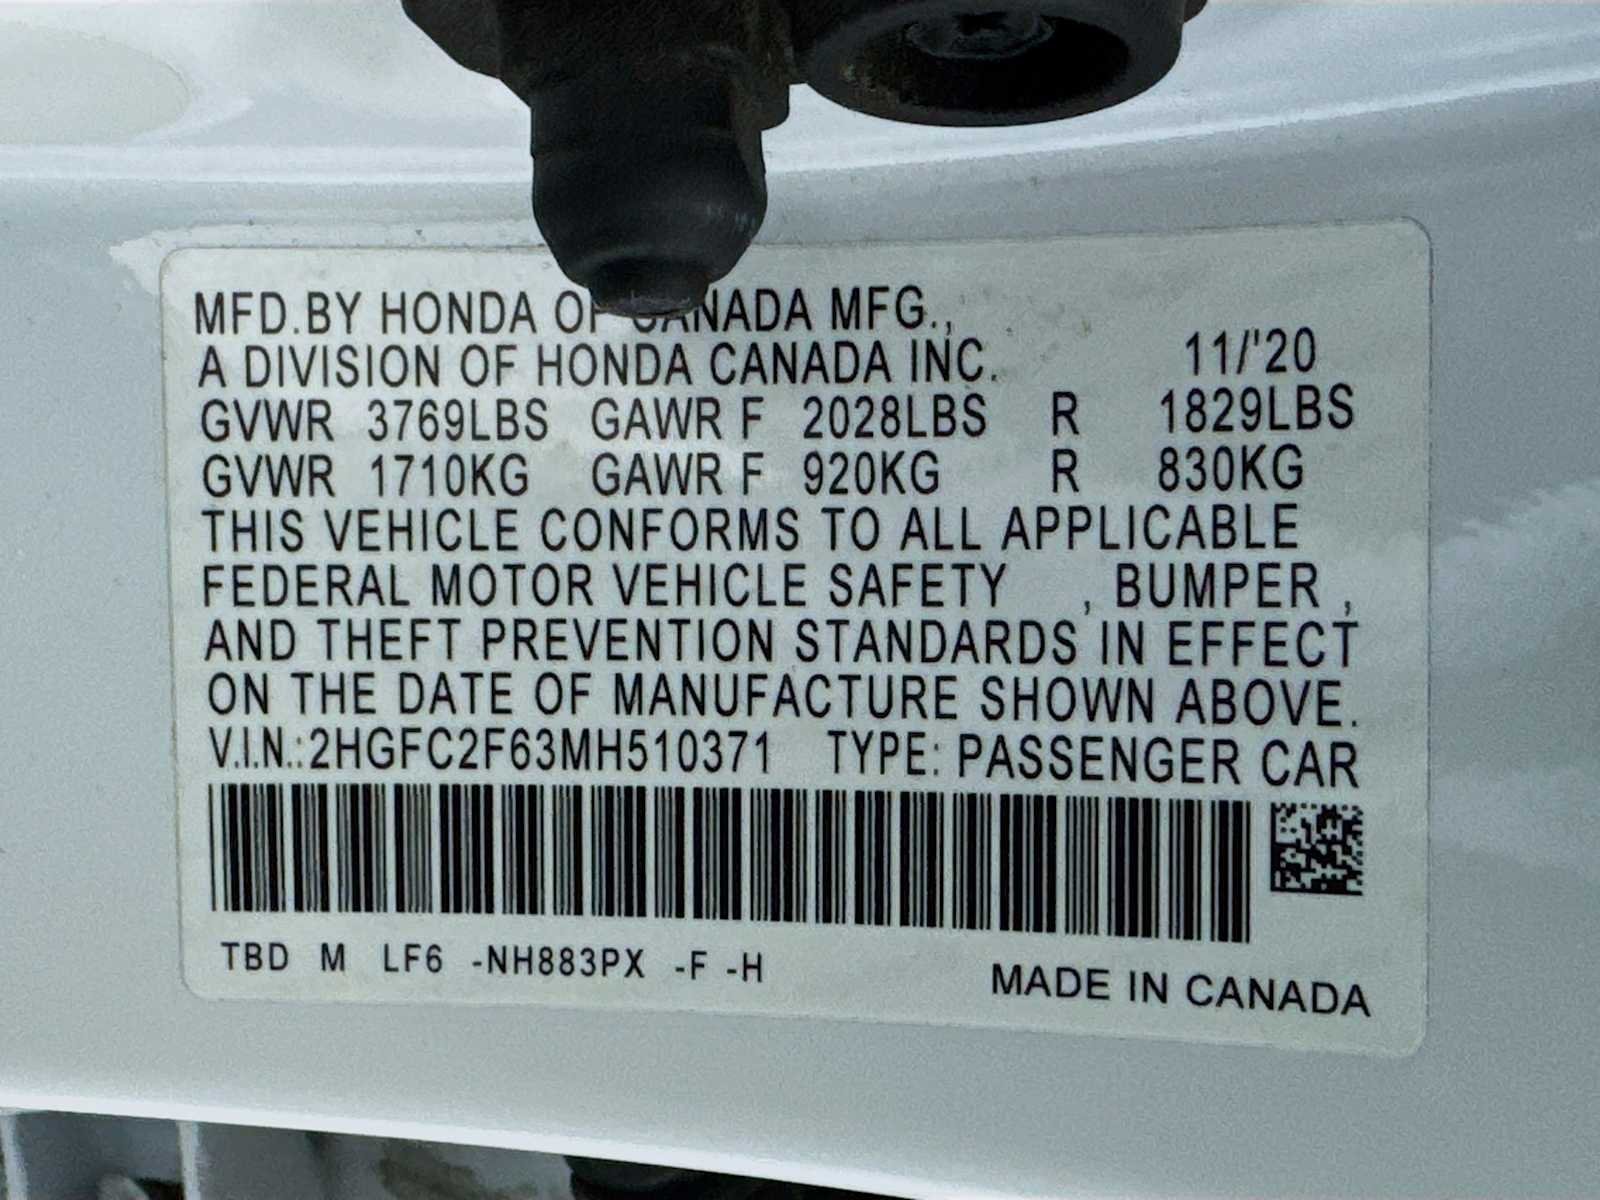 MFD.BY HONDA OF CANADA MFG.,
A DIVISION OF HONDA CANADA INC. 11/'20
GVWR 3769LBS GAWR F 2028LBS R 1829LBS
GVWR 1710KG GAWR F 920KG R 830KG
THIS VEHICLE CONFORMS TO ALL APPLICABLE
FEDERAL MOTOR VEHICLE SAFETY , BUMPER ,
AND THEFT PREVENTION STANDARDS IN EFFECT
ON THE DATE OF MANUFACTURE SHOWN ABOVE.
V.I.N.:2HGFC2F63MH510371 TYPE: PASSENGER CAR
TBD M LF6 -NH883PX -F -H
MADE IN CANADA